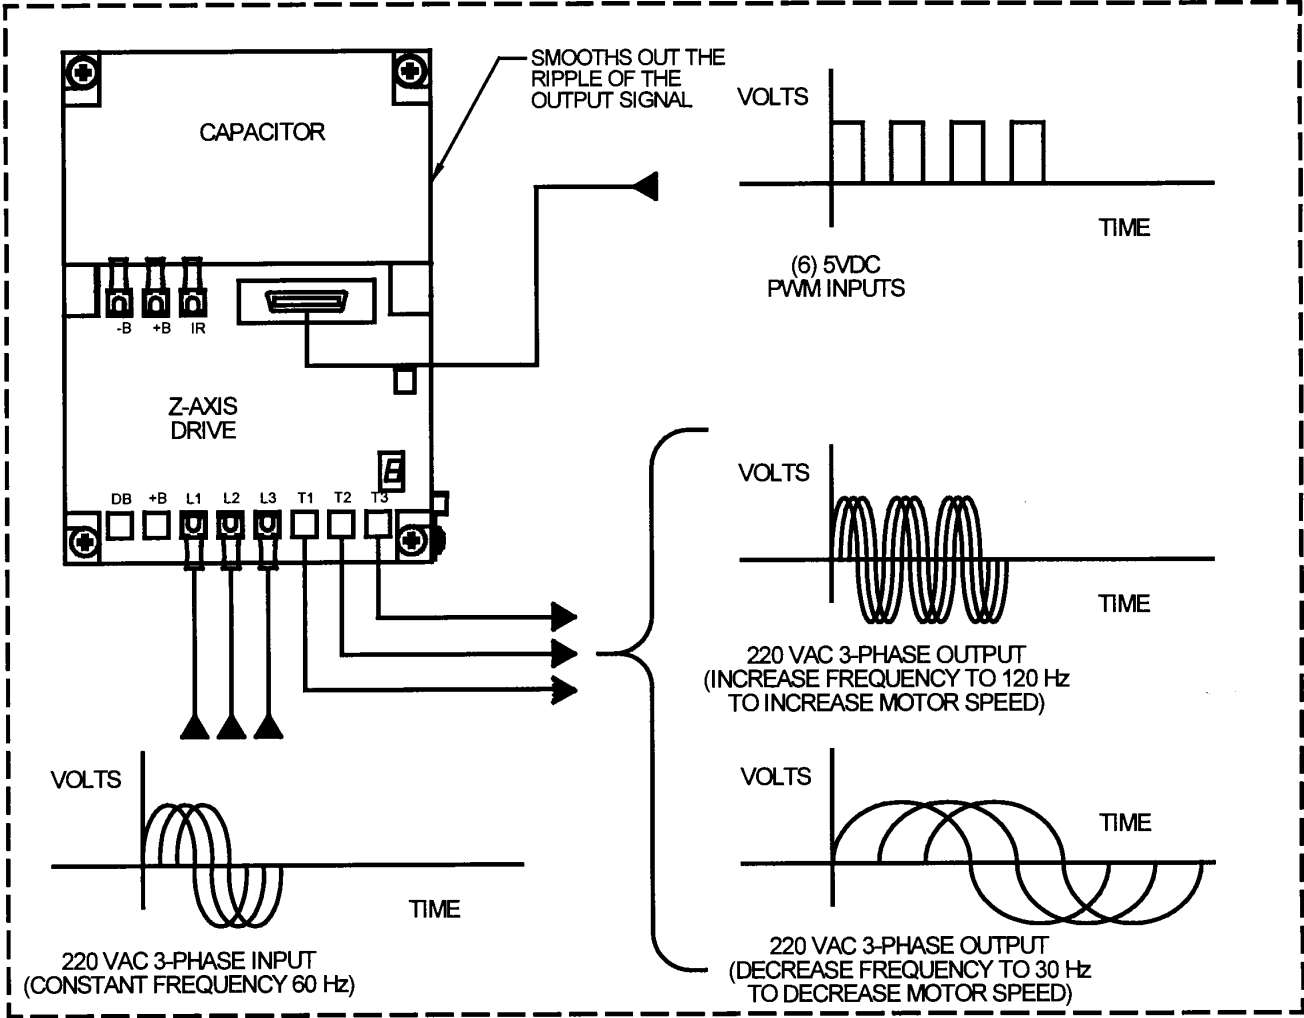 SMOOTHS OUT THE
RIPPLE OF THE
OUTPUT SIGNAL
CAPACITOR
VOLTS
TIME
(6) 5VDC
PWM INPUTS
-B +B IR
Z-AXIS
DRIVE
DB +B L1 L2 L3 T1 T2 T3
VOLTS
TIME
220 VAC 3-PHASE OUTPUT
(INCREASE FREQUENCY TO 120 Hz
TO INCREASE MOTOR SPEED)
VOLTS
TIME
220 VAC 3-PHASE INPUT
(CONSTANT FREQUENCY 60 Hz)
VOLTS
TIME
220 VAC 3-PHASE OUTPUT
(DECREASE FREQUENCY TO 30 Hz
TO DECREASE MOTOR SPEED)